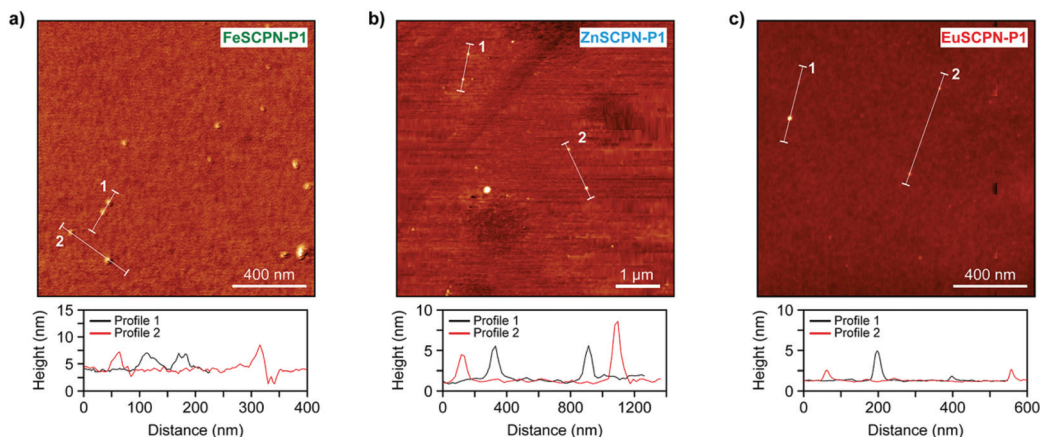 a)
FeSCPN-P1
1
2
400 nm
Height (nm)
15
10
5
0
Profile 1
Profile 2
0
100
200
300
400
Distance (nm)
b)
ZnSCPN-P1
1
2
1 µm
Height (nm)
10
5
0
Profile 1
Profile 2
0
400
800
1200
Distance (nm)
c)
EuSCPN-P1
1
2
400 nm
Height (nm)
10
5
0
Profile 1
Profile 2
0
200
400
600
Distance (nm)